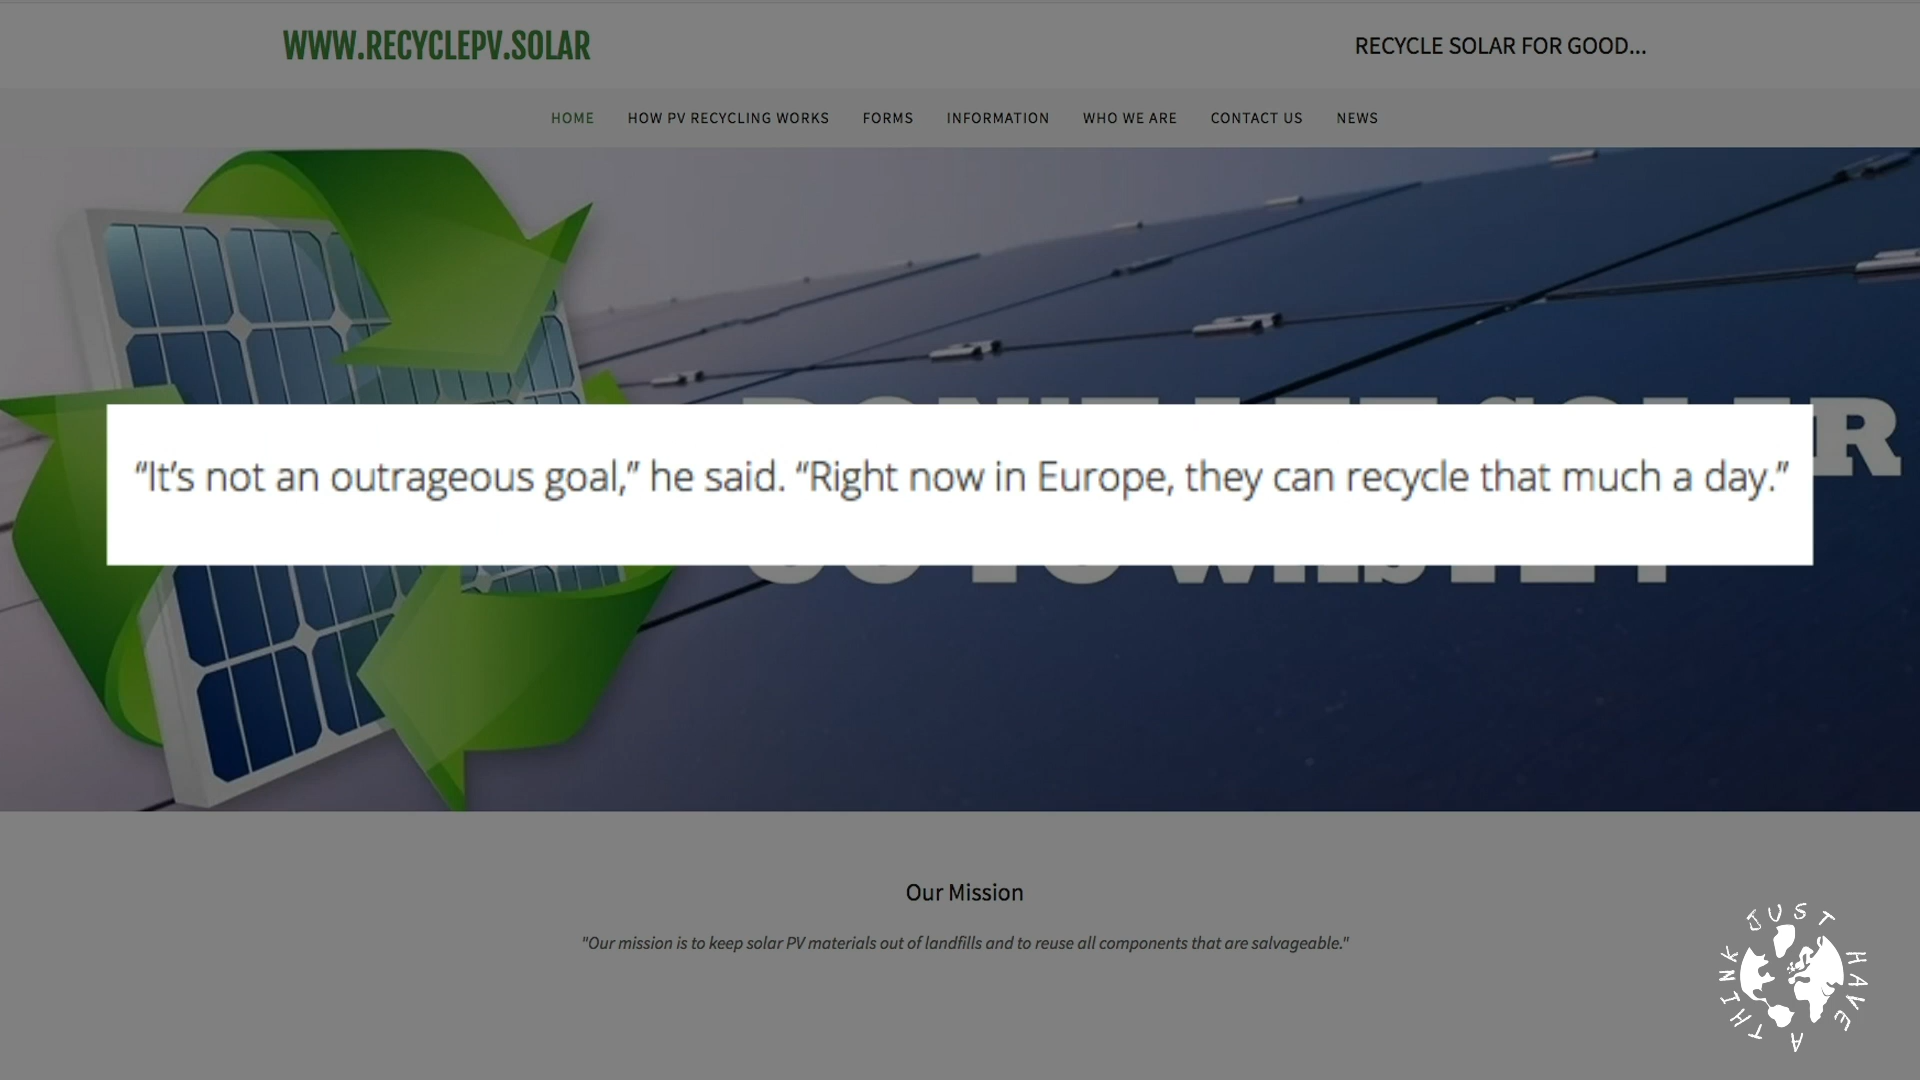 WWW.RECYCLEPV.SOLAR
RECYCLE SOLAR FOR GOOD...
HOME HOW PV RECYCLING WORKS FORMS INFORMATION WHO WE ARE CONTACT US NEWS
“It’s not an outrageous goal,” he said. “Right now in Europe, they can recycle that much a day.”
Our Mission
"Our mission is to keep solar PV materials out of landfills and to reuse all components that are salvageable."
JUST HAVE A THINK